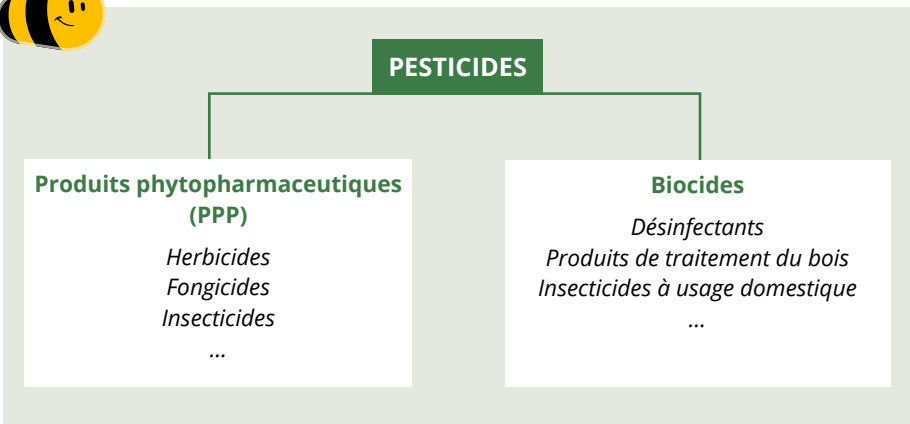 PESTICIDES
Produits phytopharmaceutiques
(PPP)
Herbicides
Fongicides
Insecticides
...
Biocides
Désinfectants
Produits de traitement du bois
Insecticides à usage domestique
...